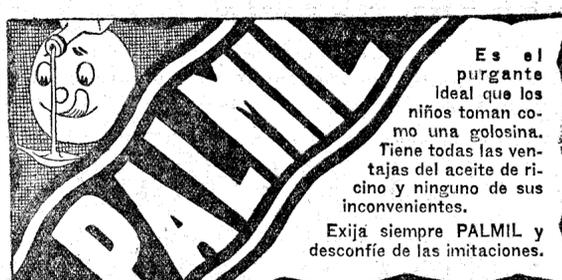 PALMIL
Es el
purgante
ideal que los
niños toman co-
mo una golosina.
Tiene todas las ven-
tajas del aceite de ri-
cino y ninguno de sus
inconvenientes.
Exija siempre PALMIL y
desconfíe de las imitaciones.